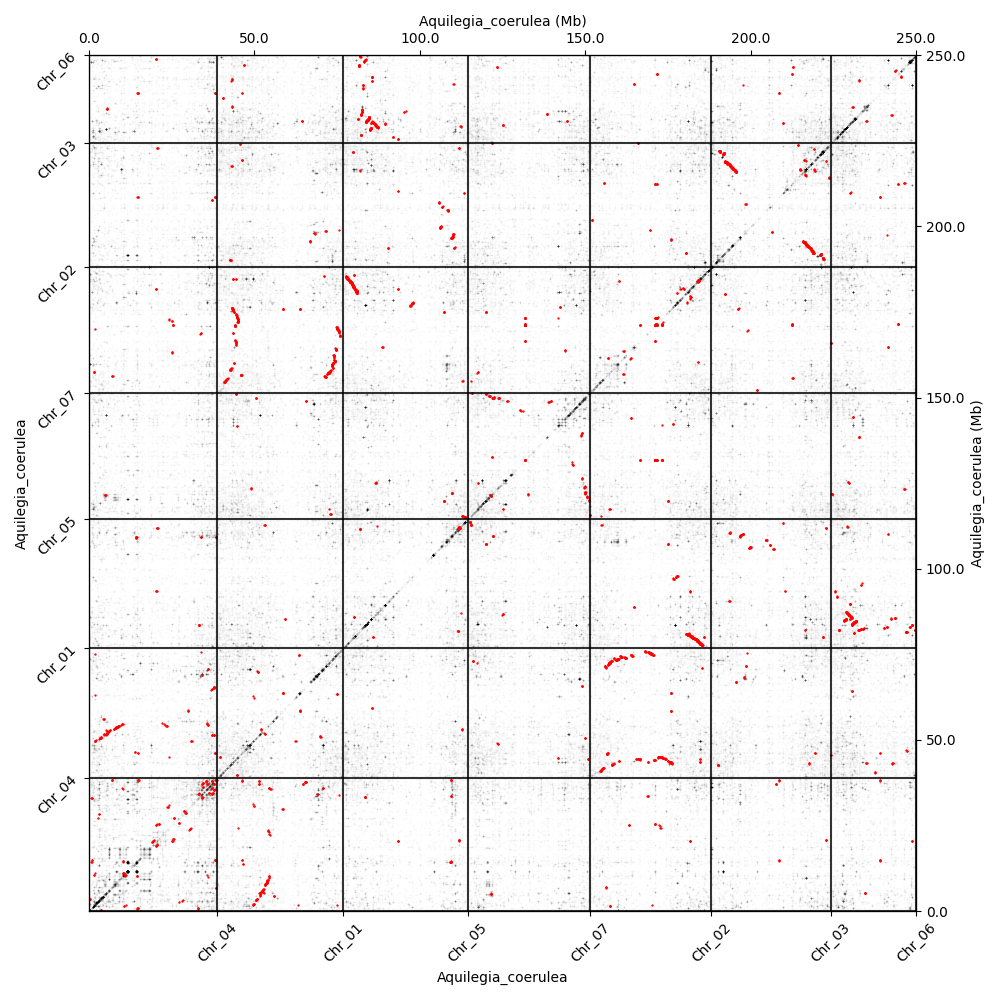 Aquilegia_coerulea (Mb)
0.0 50.0 100.0 150.0 200.0 250.0
Chr_06
Chr_03
Chr_02
Chr_07
Chr_05
Chr_01
Chr_04
Aquilegia_coerulea
250.0
200.0
150.0
100.0
50.0
0.0
Aquilegia_coerulea (Mb)
Chr_04 Chr_01 Chr_05 Chr_07 Chr_02 Chr_03 Chr_06
Aquilegia_coerulea